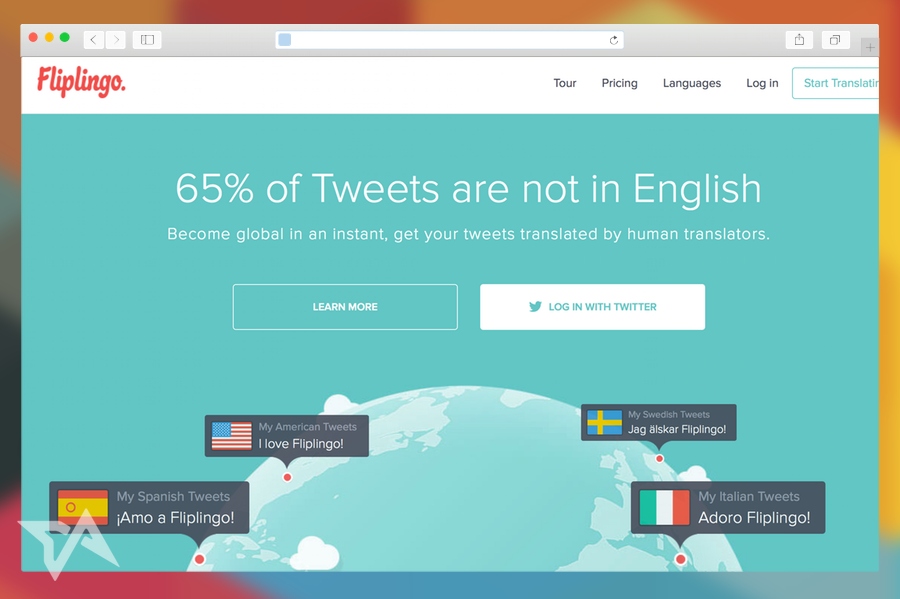 Fliplingo.
Tour Pricing Languages Log in Start Translatin
65% of Tweets are not in English
Become global in an instant, get your tweets translated by human translators.
LEARN MORE LOG IN WITH TWITTER
My American Tweets
I love Fliplingo!
My Swedish Tweets
Jag älskar Fliplingo!
My Spanish Tweets
¡Amo a Fliplingo!
My Italian Tweets
Adoro Fliplingo!